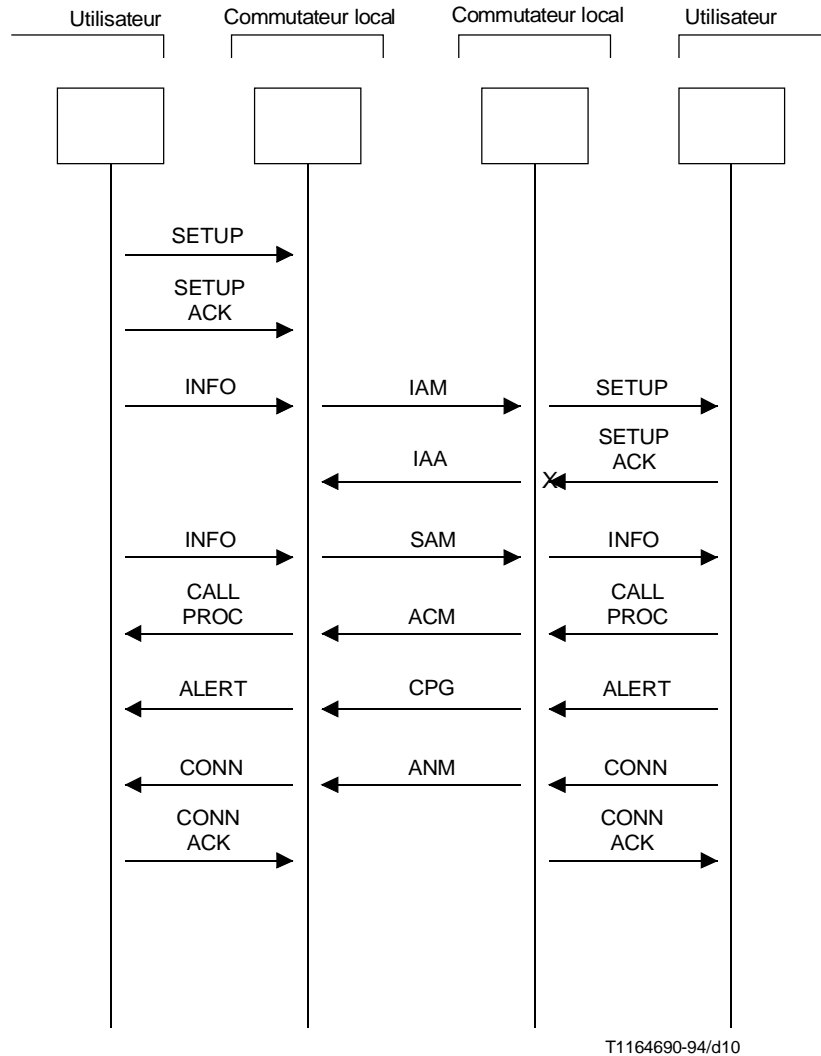 Utilisateur Commutateur local Commutateur local Utilisateur
SETUP
SETUP
ACK
INFO IAM SETUP
IAA SETUP
ACK
X
INFO SAM INFO
CALL
PROC ACM CALL
PROC
ALERT CPG ALERT
CONN ANM CONN
CONN
ACK CONN
ACK
T1164690-94/d10